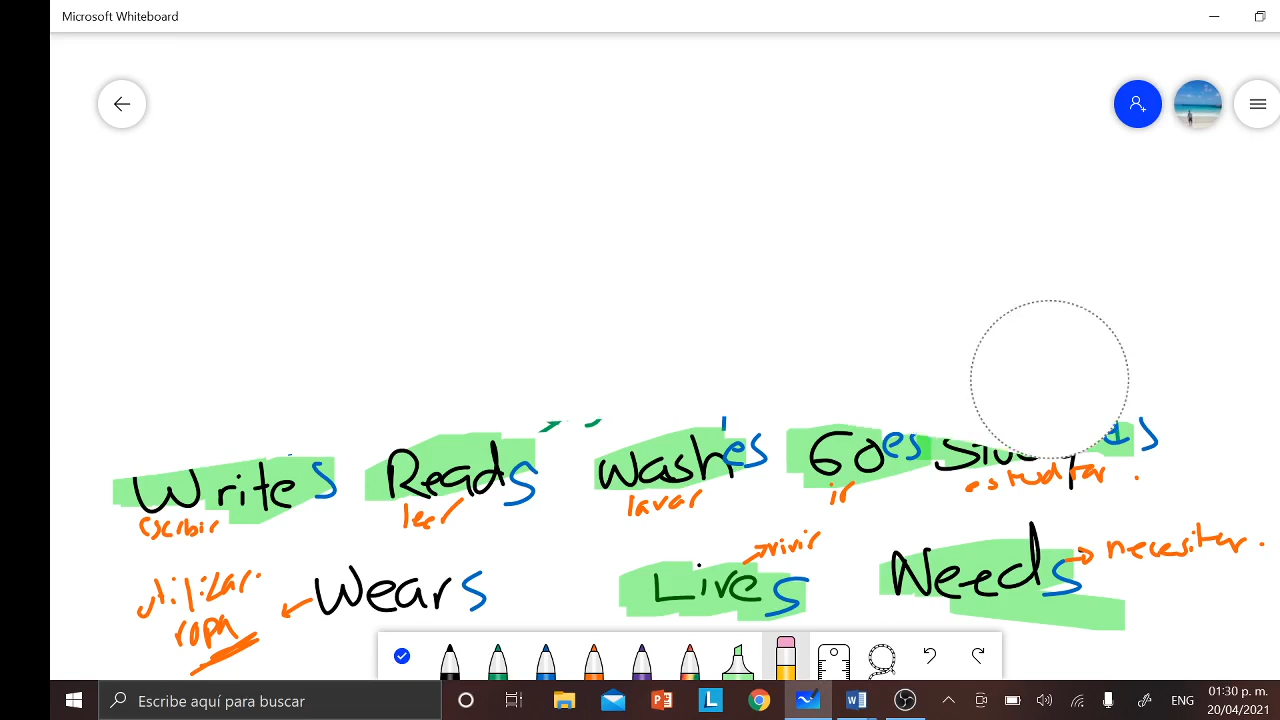 Microsoft Whiteboard
Writes Reads Washes Goes
escribir leer lavar ir estudiar.
utilizar ropa Wears Lives vivir Needs necesitar.
Escribe aquí para buscar
ENG 01:30 p. m.
20/04/2021